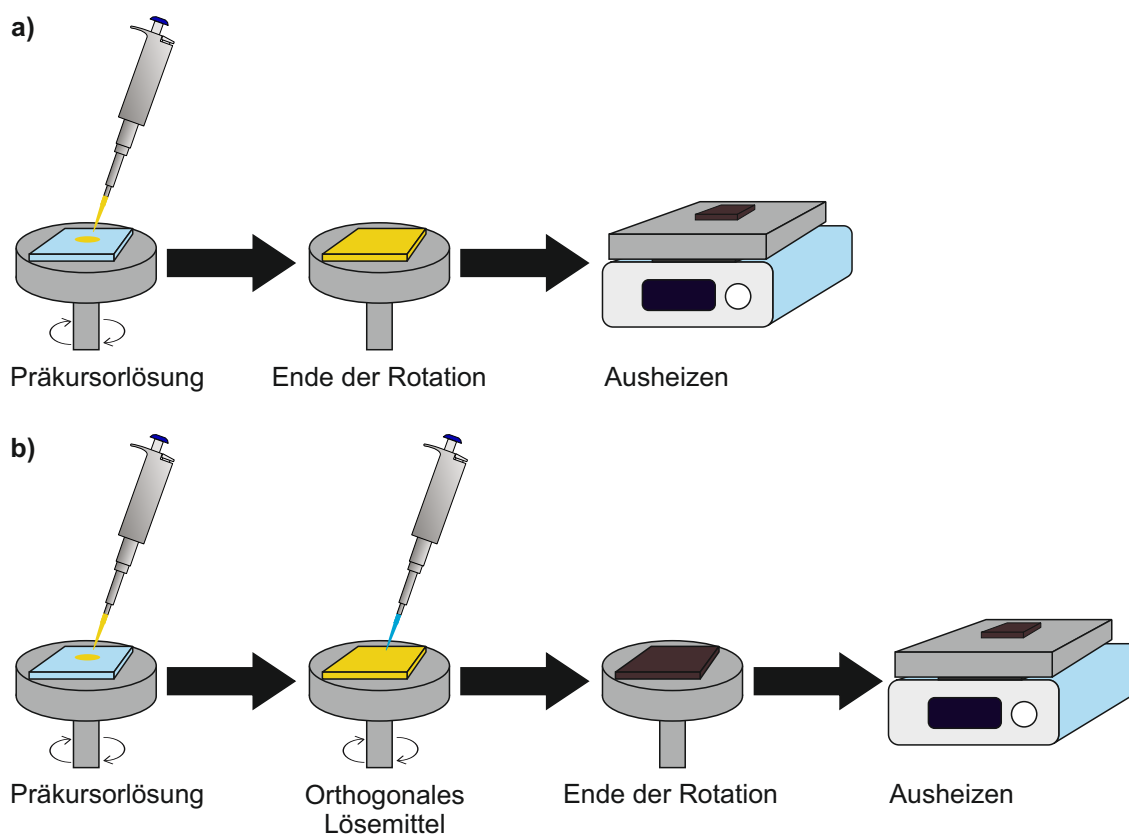 a)
Präkursorlösung
Ende der Rotation
Ausheizen
b)
Präkursorlösung
Orthogonales
Lösemittel
Ende der Rotation
Ausheizen